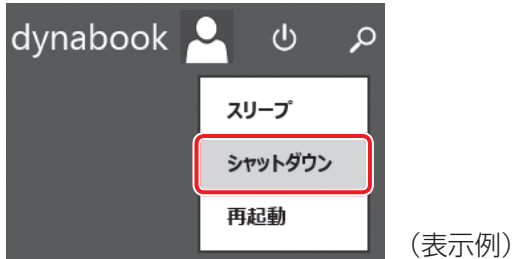 dynabook
スリープ
シャットダウン
再起動
（表示例）